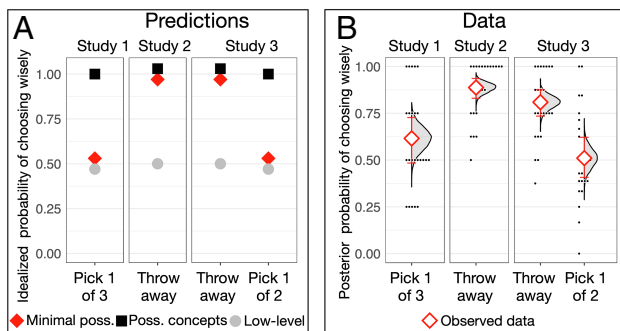 A Predictions
Study 1 Study 2 Study 3
Idealized probability of choosing wisely
1.00
0.75
0.50
0.25
0.00
Pick 1 of 3
Throw away
Throw away
Pick 1 of 2
Minimal poss. Poss. concepts Low-level
B Data
Study 1 Study 2 Study 3
Posterior probability of choosing wisely
1.00
0.75
0.50
0.25
0.00
Pick 1 of 3
Throw away
Throw away
Pick 1 of 2
Observed data